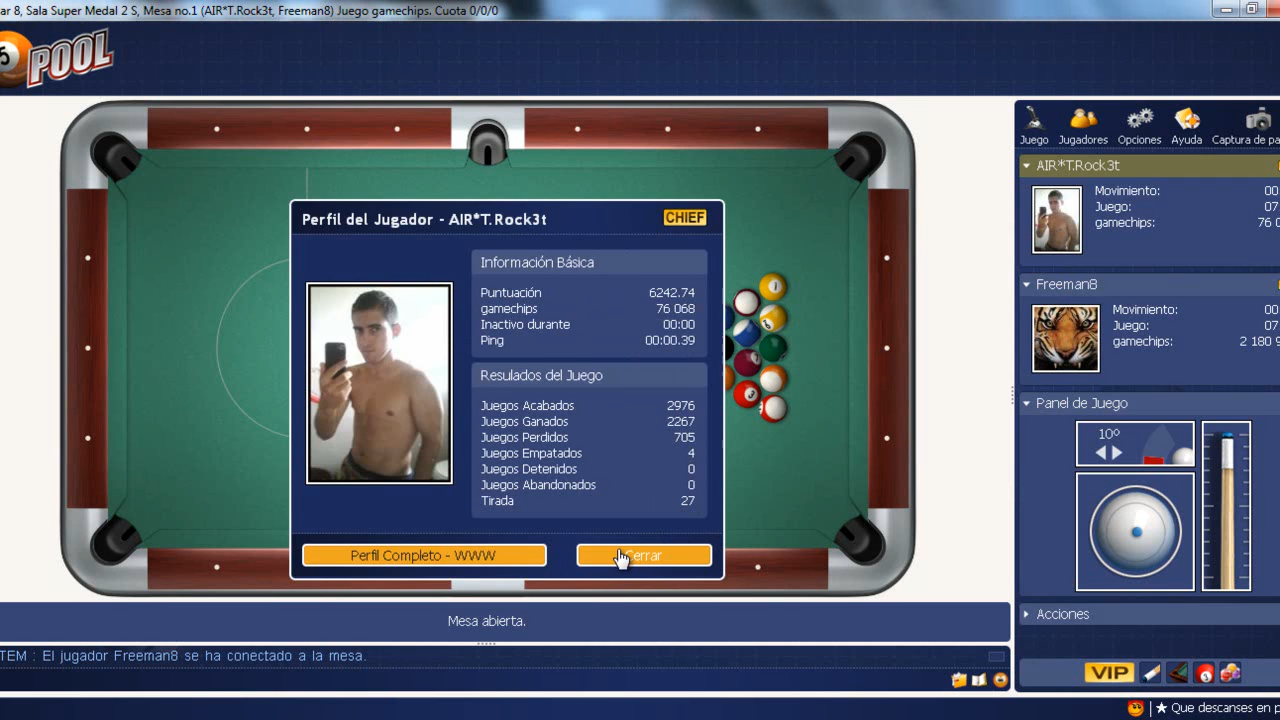 ar 8, Sala Super Medal 2 S, Mesa no.1 (AIR*T.Rock3t, Freeman8) Juego gamechips. Cuota 0/0/0
5
POOL
Juego Jugadores Opciones Ayuda Captura de pa
AIR*T.Rock3t
Movimiento: 00
Juego: 07
gamechips: 76 0
Freeman8
Movimiento: 00
Juego: 07
gamechips: 2 180 9
Panel de Juego
10º
Acciones
VIP
Perfil del Jugador - AIR*T.Rock3t CHIEF
Información Básica
Puntuación 6242.74
gamechips 76 068
Inactivo durante 00:00
Ping 00:00.39
Resulados del Juego
Juegos Acabados 2976
Juegos Ganados 2267
Juegos Perdidos 705
Juegos Empatados 4
Juegos Detenidos 0
Juegos Abandonados 0
Tirada 27
Perfil Completo - WWW
Cerrar
1
3
Mesa abierta.
TEM : El jugador Freeman8 se ha conectado a la mesa.
Que descanses en p